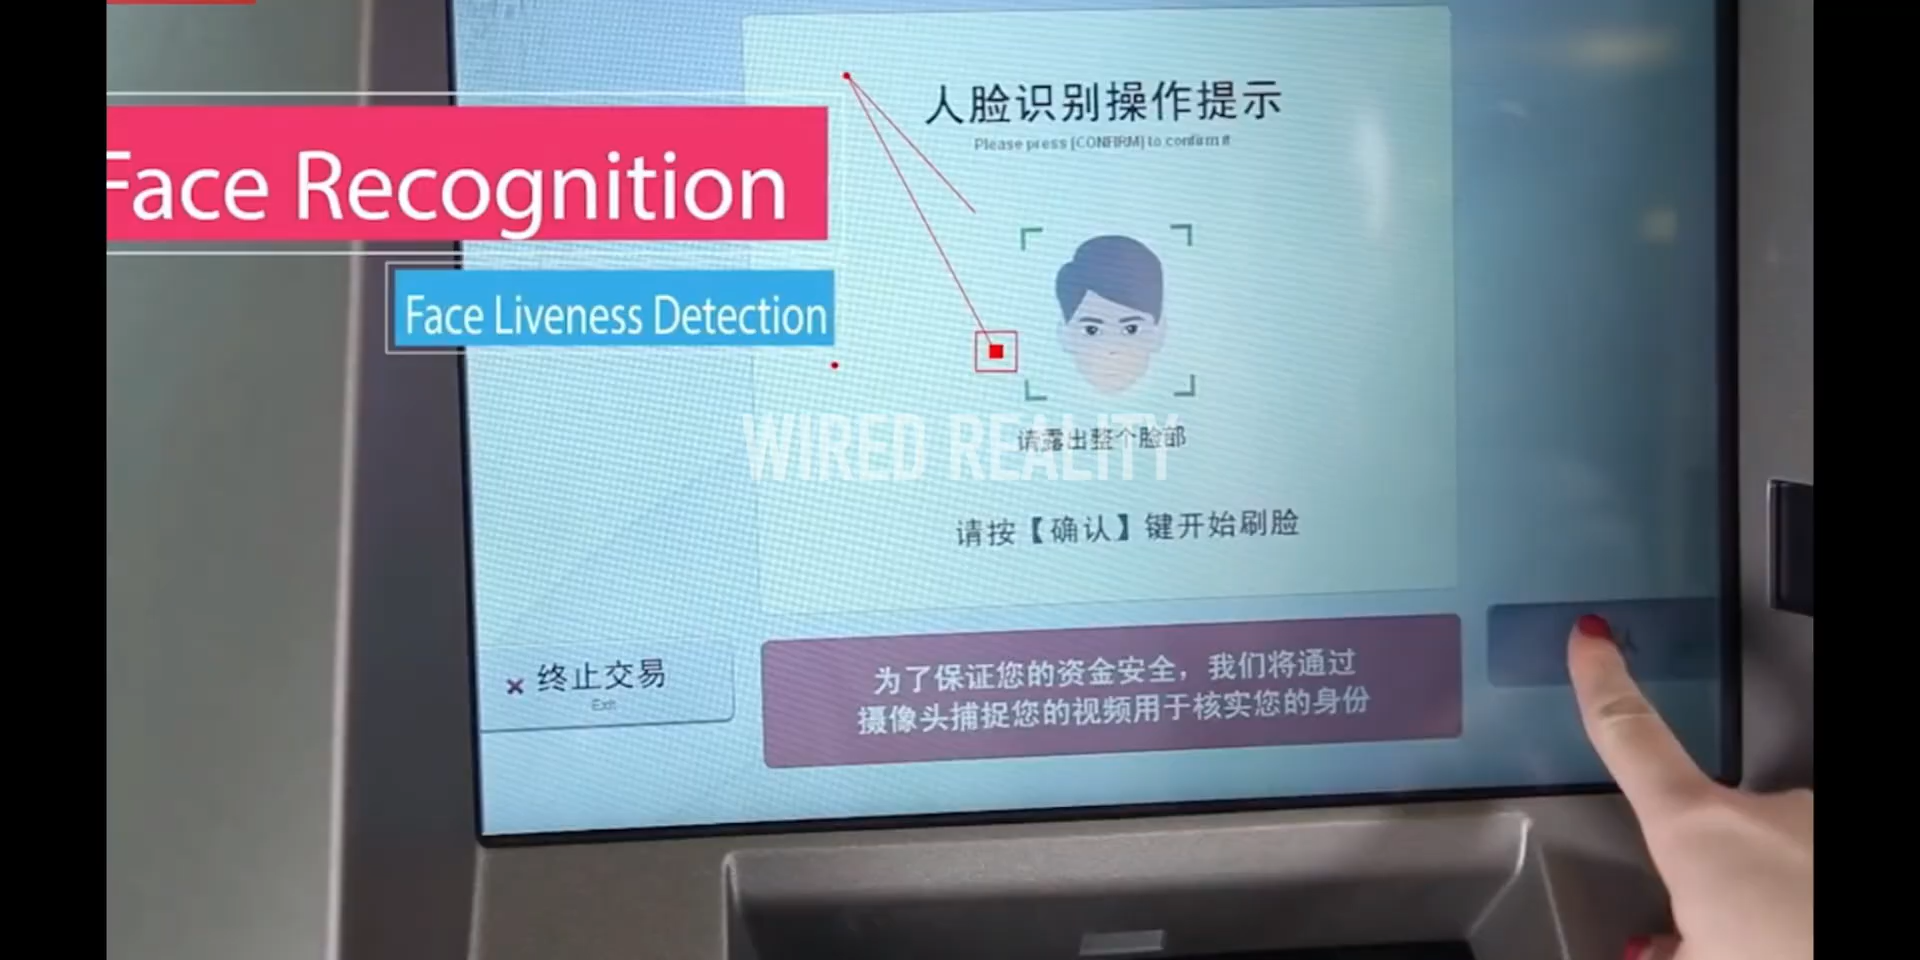 人脸识别操作提示
Please press [CONFIRM] to confirm it
Face Recognition
Face Liveness Detection
WIRED REALITY
请露出整个脸部
请按【确认】键开始刷脸
× 终止交易
Exit
为了保证您的资金安全，我们将通过
摄像头捕捉您的视频用于核实您的身份